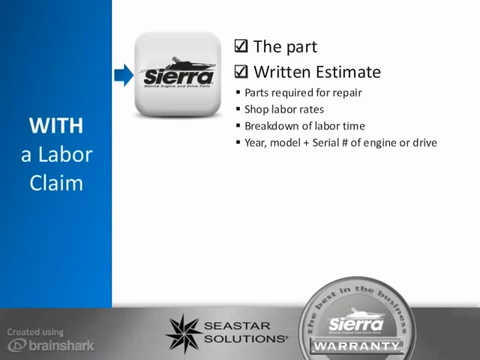 WITH
a Labor
Claim
sierra
Marine Engine and Drive Parts
☑ The part
☑ Written Estimate
▪ Parts required for repair
▪ Shop labor rates
▪ Breakdown of labor time
▪ Year, model + Serial # of engine or drive
Created using
brainshark
SEASTAR
SOLUTIONS®
the best in the business
sierra
WARRANTY